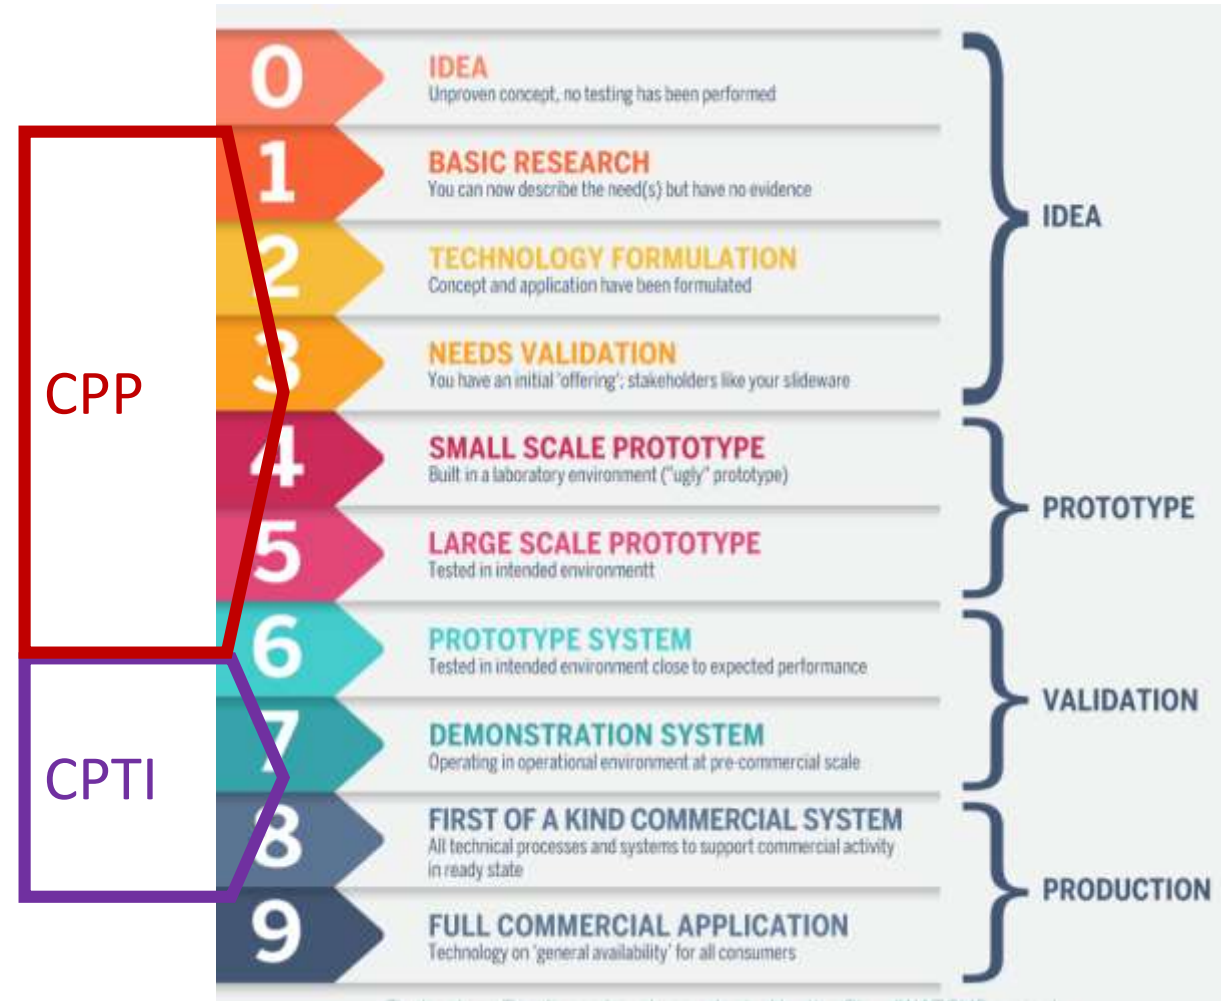 0
IDEA
Unproven concept, no testing has been performed
1
BASIC RESEARCH
You can now describe the need(s) but have no evidence
2
TECHNOLOGY FORMULATION
Concept and application have been formulated
3
NEEDS VALIDATION
You have an initial 'offering'; stakeholders like your slideware
IDEA
4
SMALL SCALE PROTOTYPE
Built in a laboratory environment ("ugly" prototype)
5
LARGE SCALE PROTOTYPE
Tested in intended environmentt
PROTOTYPE
CPP
6
PROTOTYPE SYSTEM
Tested in intended environment close to expected performance
7
DEMONSTRATION SYSTEM
Operating in operational environment at pre-commercial scale
VALIDATION
CPTI
8
FIRST OF A KIND COMMERCIAL SYSTEM
All technical processes and systems to support commercial activity
in ready state
9
FULL COMMERCIAL APPLICATION
Technology on 'general availability' for all consumers
PRODUCTION